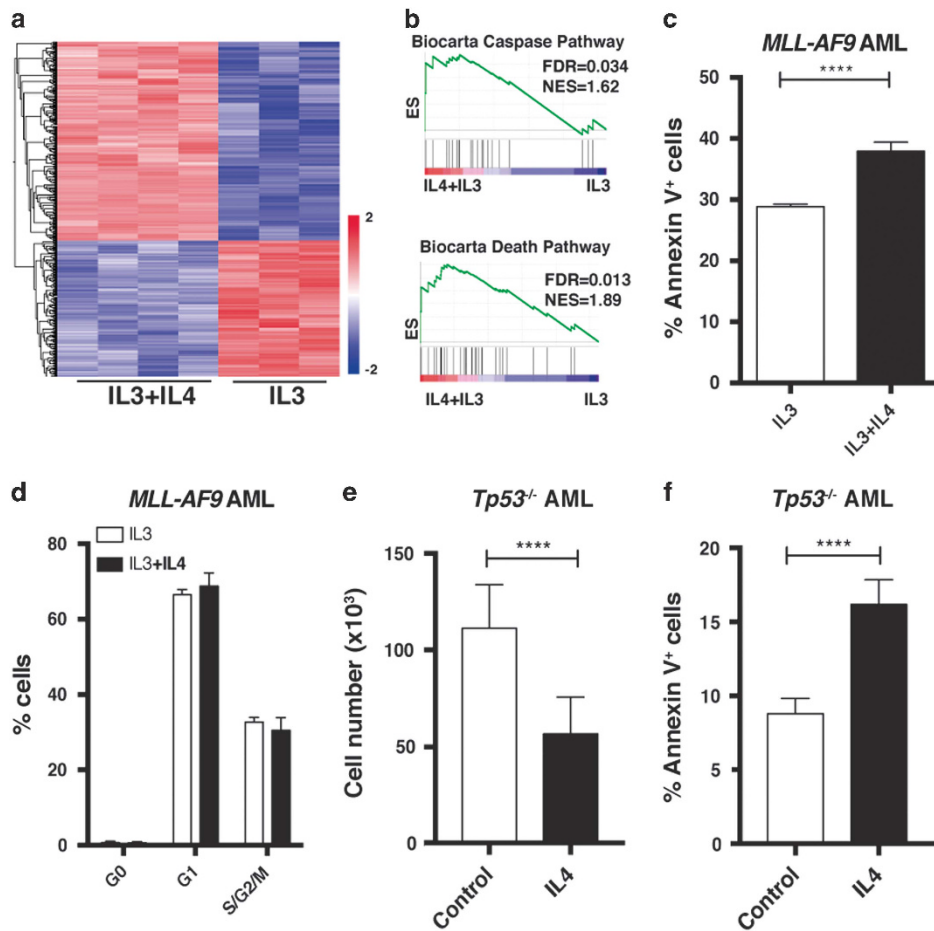 a
IL3+IL4
IL3
2
-2
b
Biocarta Caspase Pathway
FDR=0.034
NES=1.62
ES
IL4+IL3
IL3
Biocarta Death Pathway
FDR=0.013
NES=1.89
ES
IL4+IL3
IL3
c
MLL-AF9 AML
****
50
40
30
20
10
0
% Annexin V+ cells
IL3
IL3+IL4
d
MLL-AF9 AML
IL3
IL3+IL4
80
60
40
20
0
% cells
G0
G1
S/G2/M
e
Tp53-/- AML
****
150
100
50
0
Cell number (x10³)
Control
IL4
f
Tp53-/- AML
****
20
15
10
5
0
% Annexin V+ cells
Control
IL4